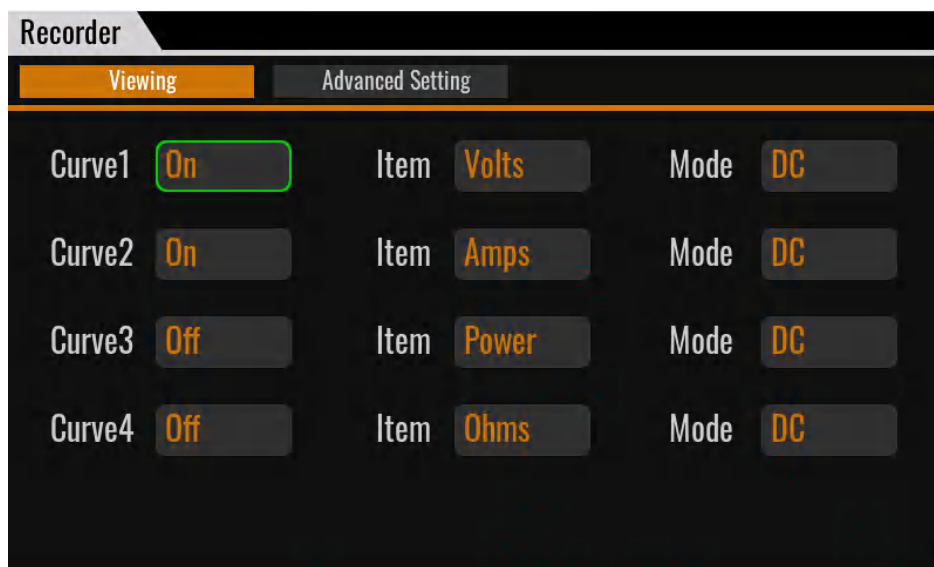 Recorder
Viewing Advanced Setting
Curve1 On Item Volts Mode DC
Curve2 On Item Amps Mode DC
Curve3 Off Item Power Mode DC
Curve4 Off Item Ohms Mode DC